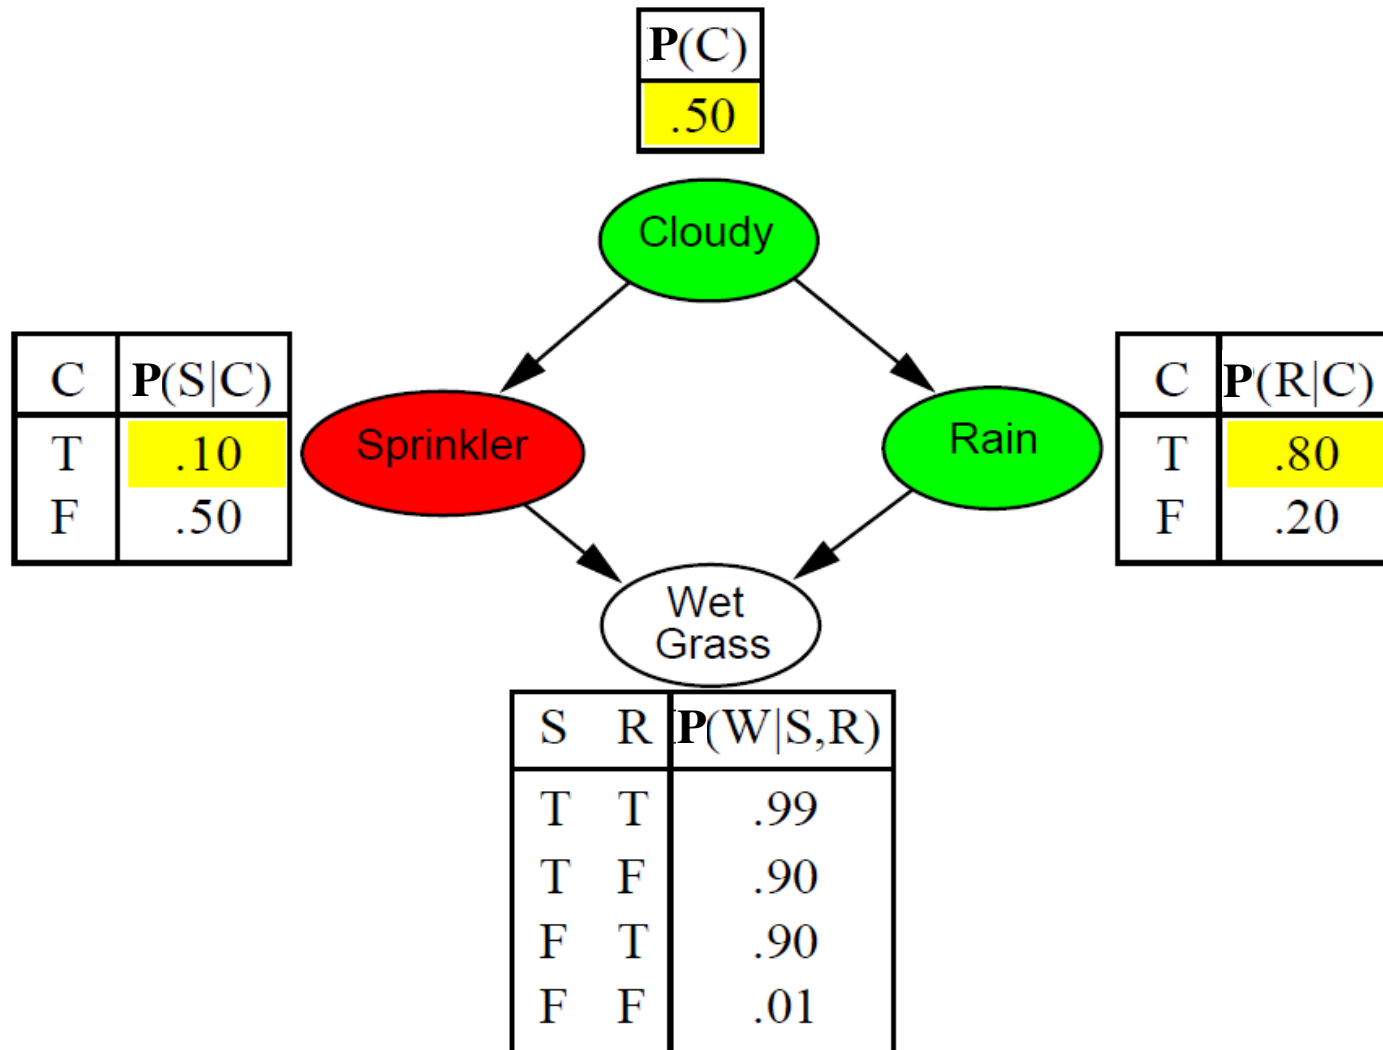 P(C)
.50
Cloudy
C P(S|C)
T .10
F .50
Sprinkler
Rain
C P(R|C)
T .80
F .20
Wet
Grass
S R P(W|S,R)
T T .99
T F .90
F T .90
F F .01